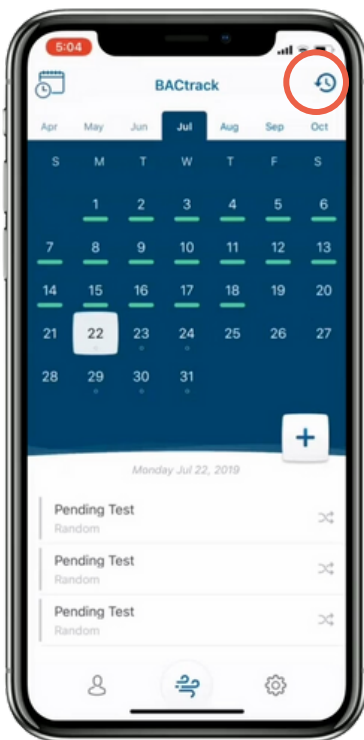 5:04
BACtrack
Apr May Jun Jul Aug Sep Oct
S M T W T F S
1 2 3 4 5 6
7 8 9 10 11 12 13
14 15 16 17 18 19 20
21 22 23 24 25 26 27
28 29 30 31
+
Monday Jul 22, 2019
Pending Test
Random
Pending Test
Random
Pending Test
Random